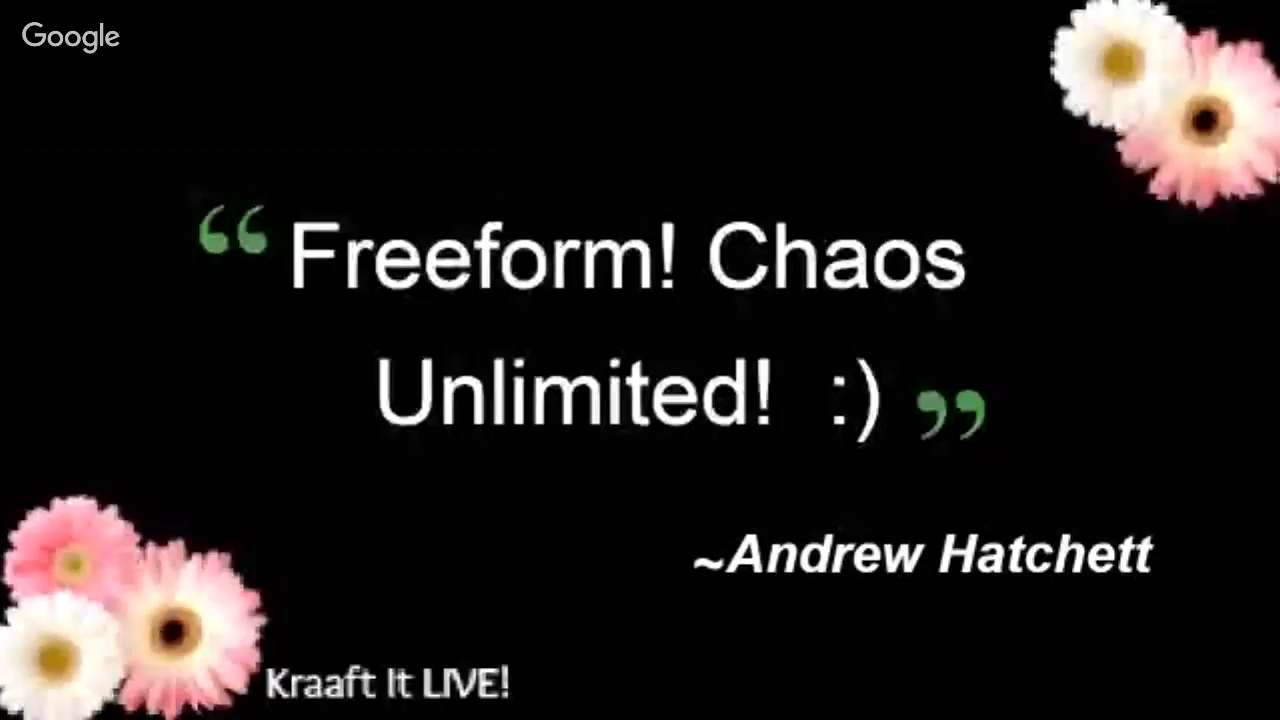 Google
“Freeform! Chaos
Unlimited! :)”
~Andrew Hatchett
Kraaft It LIVE!